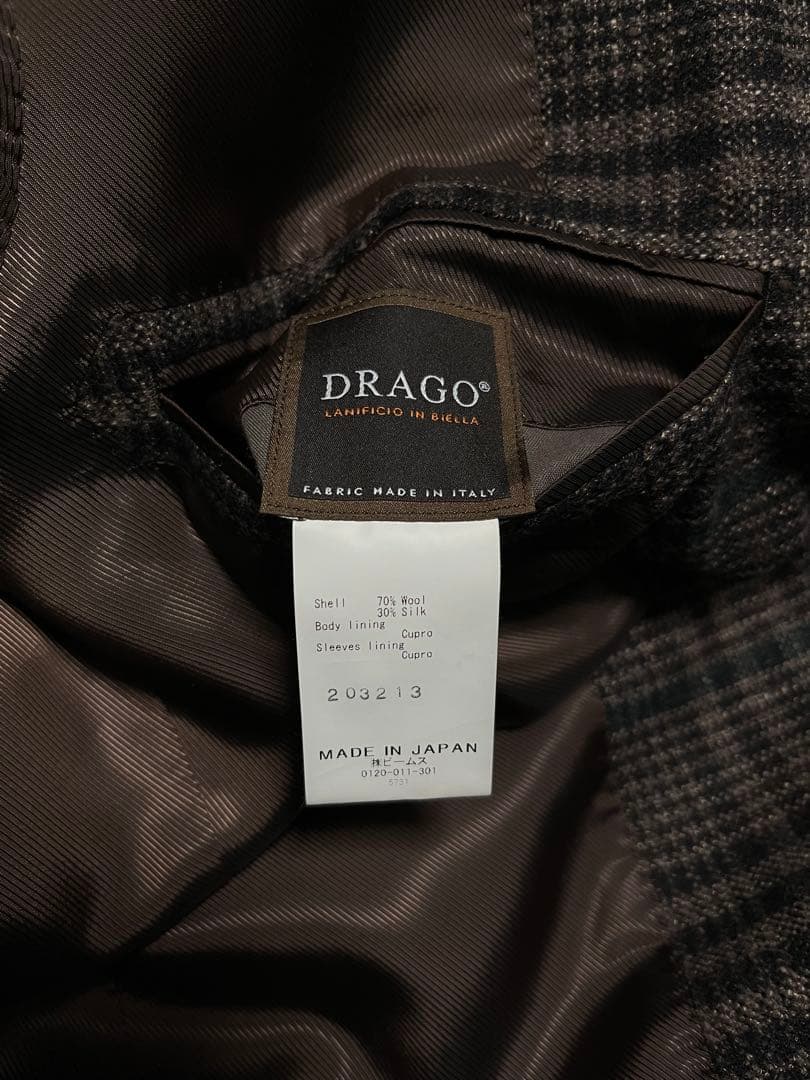 DRAGO®
LANIFICIO IN BIELLA
FABRIC MADE IN ITALY
Shell 70% Wool
30% Silk
Body lining
Cupro
Sleeves lining
Cupro
203213
MADE IN JAPAN
㈱ビームス
0120-011-301
5751